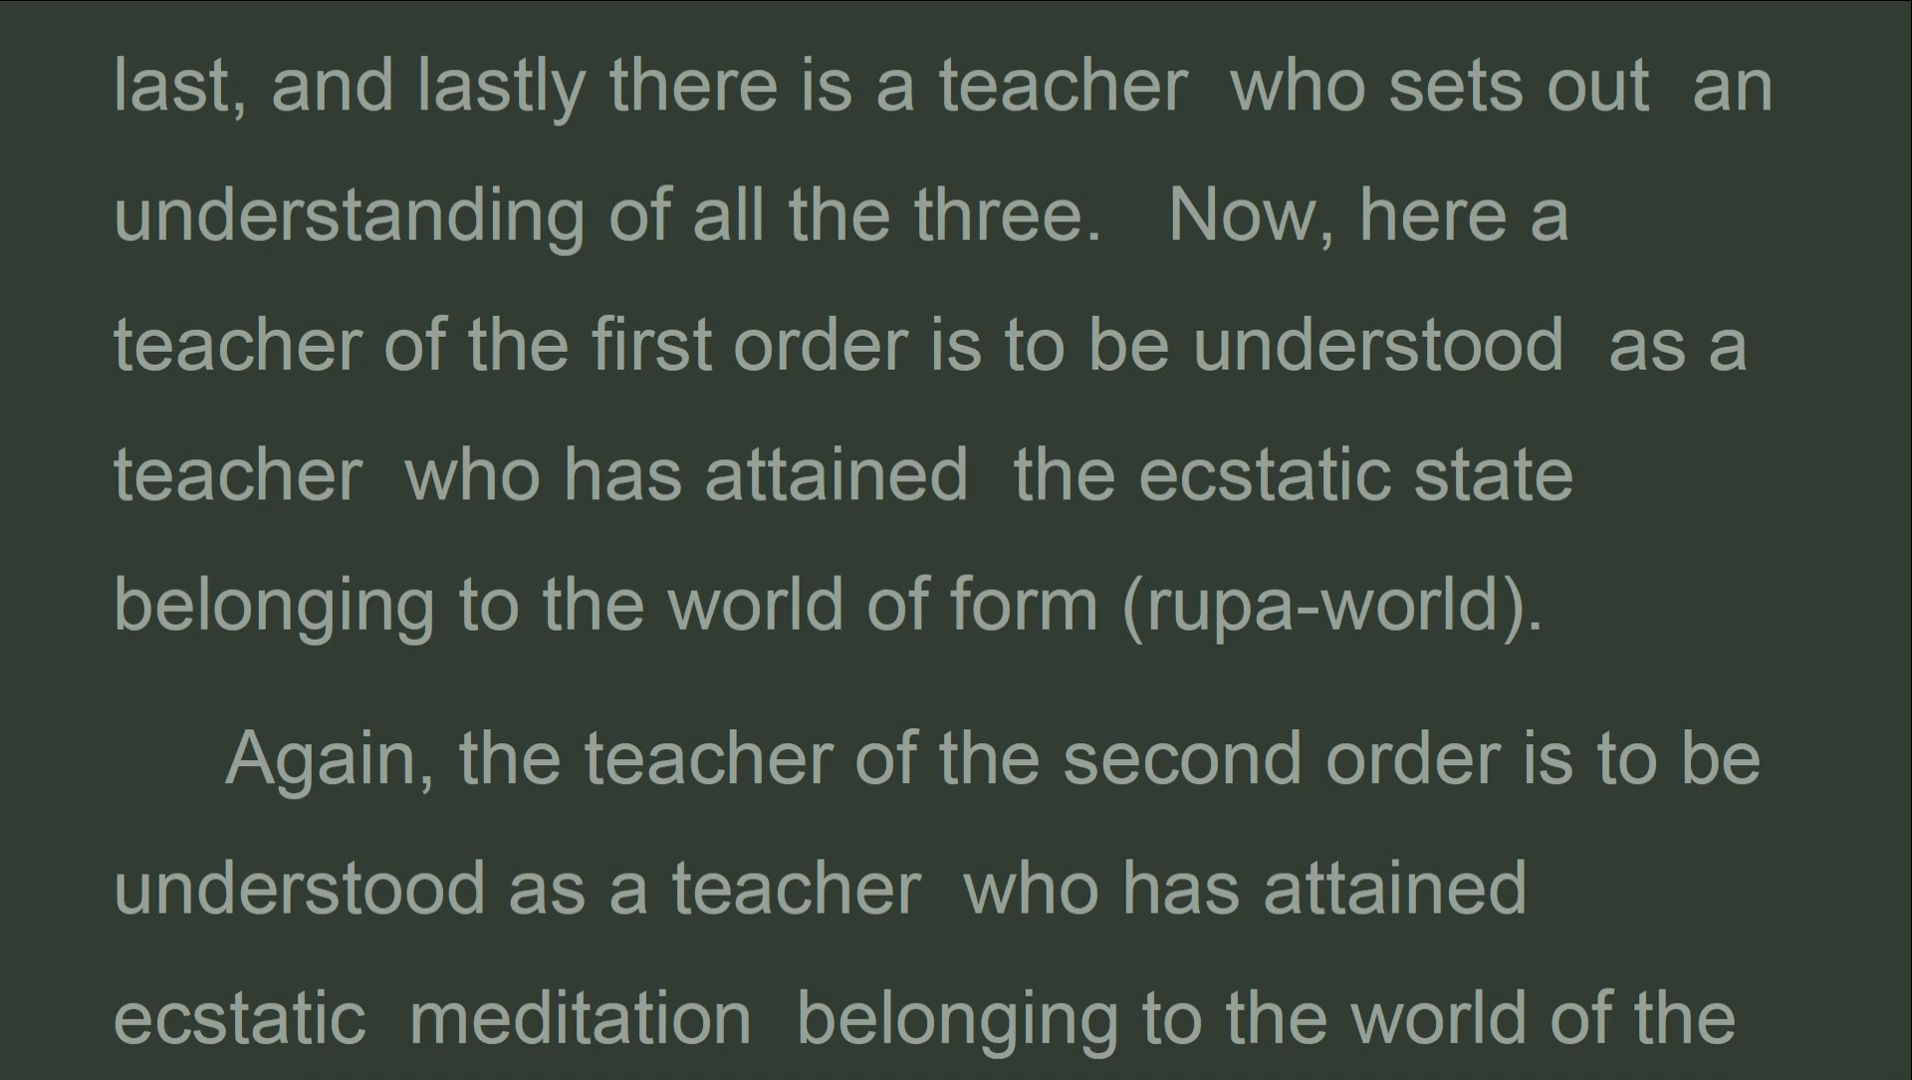 last, and lastly there is a teacher who sets out an
understanding of all the three. Now, here a
teacher of the first order is to be understood as a
teacher who has attained the ecstatic state
belonging to the world of form (rupa-world).
Again, the teacher of the second order is to be
understood as a teacher who has attained
ecstatic meditation belonging to the world of the